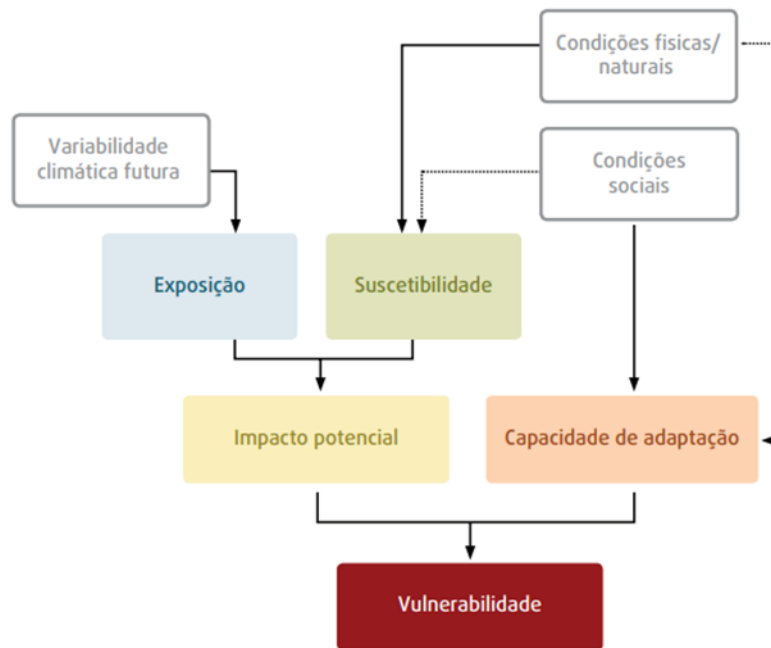 Condições fisicas/
naturais
Variabilidade
climática futura
Condições
sociais
Exposição
Suscetibilidade
Impacto potencial
Capacidade de adaptação
Vulnerabilidade